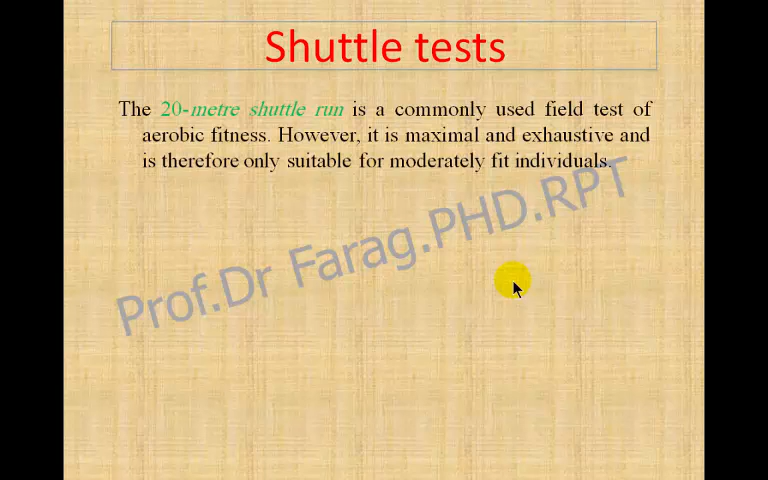 Shuttle tests
The 20-metre shuttle run is a commonly used field test of
aerobic fitness. However, it is maximal and exhaustive and
is therefore only suitable for moderately fit individuals.
Prof.Dr Farag.PHD.RPT